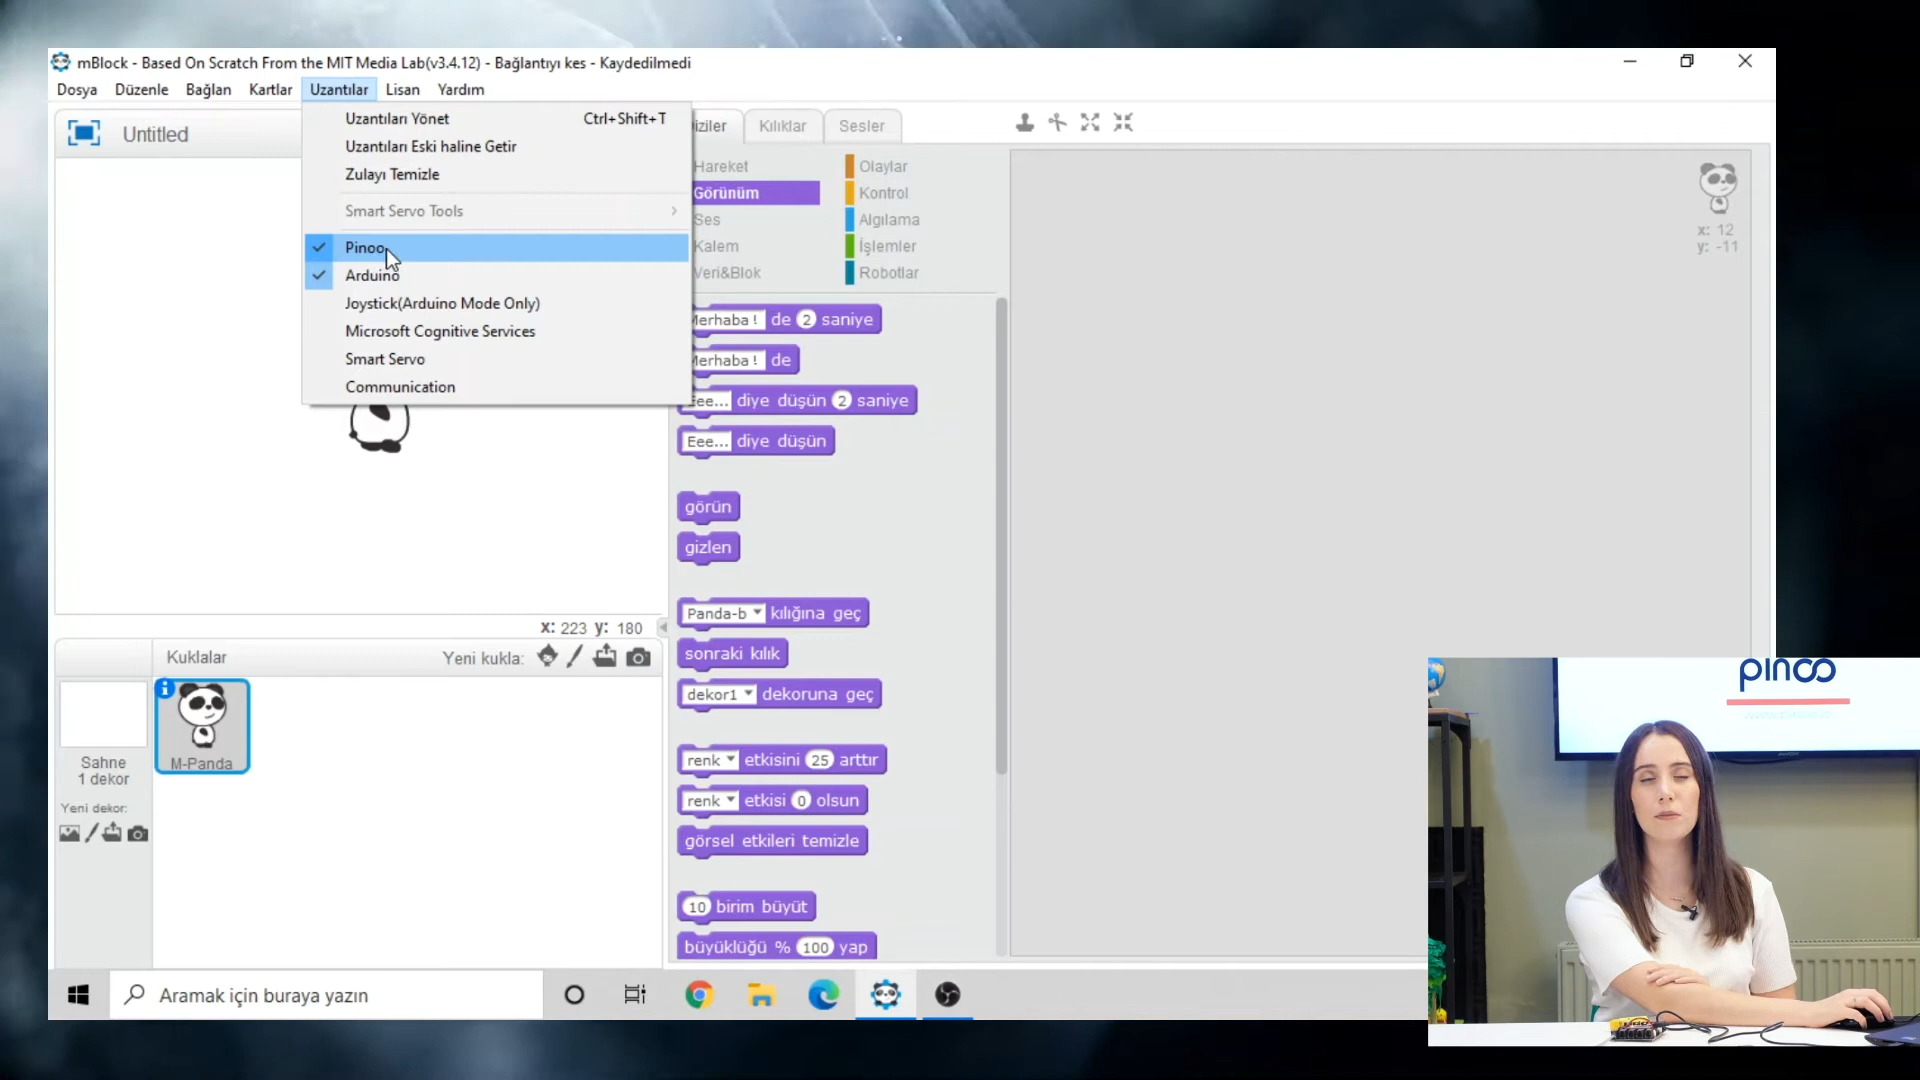 mBlock - Based On Scratch From the MIT Media Lab(v3.4.12) - Bağlantıyı kes - Kaydedilmedi
Dosya Düzenle Bağlan Kartlar Uzantılar Lisan Yardım
Untitled
Uzantıları Yönet Ctrl+Shift+T
Uzantıları Eski haline Getir
Zulayı Temizle
Smart Servo Tools
Pinoo
Arduino
Joystick(Arduino Mode Only)
Microsoft Cognitive Services
Smart Servo
Communication
iziler Kılıklar Sesler
Hareket Olaylar
Görünüm Kontrol
Ses Algılama
Kalem İşlemler
Veri&Blok Robotlar
Merhaba ! de 2 saniye
Merhaba ! de
Eee... diye düşün 2 saniye
Eee... diye düşün
görün
gizlen
Panda-b kılığına geç
sonraki kılık
dekor1 dekoruna geç
renk etkisini 25 arttır
renk etkisi 0 olsun
görsel etkileri temizle
10 birim büyüt
büyüklüğü % 100 yap
x: 12
y: -11
x: 223 y: 180
Kuklalar Yeni kukla:
M-Panda
Sahne
1 dekor
Yeni dekor:
Aramak için buraya yazın
pinoo